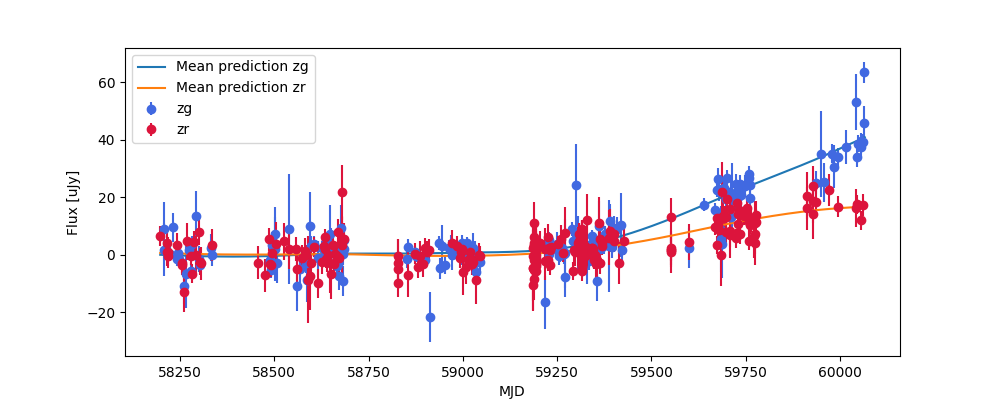 Mean prediction zg
Mean prediction zr
zg
zr
60
40
20
0
−20
Flux [uJy]
58250 58500 58750 59000 59250 59500 59750 60000
MJD